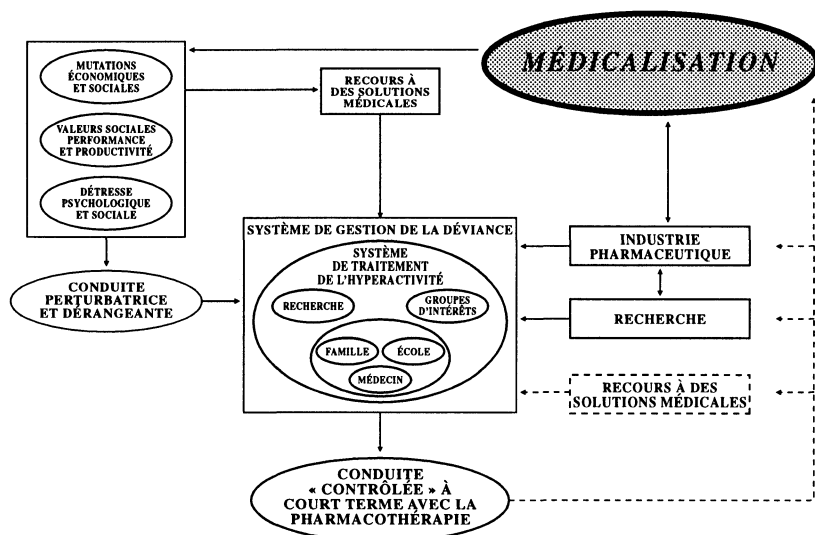 MÉDICALISATION
MUTATIONS
ÉCONOMIQUES
ET SOCIALES
VALEURS SOCIALES
PERFORMANCE
ET PRODUCTIVITÉ
DÉTRESSE
PSYCHOLOGIQUE
ET SOCIALE
RECOURS À
DES SOLUTIONS
MÉDICALES
CONDUITE
PERTURBATRICE
ET DÉRANGEANTE
SYSTÈME DE GESTION DE LA DÉVIANCE
SYSTÈME
DE TRAITEMENT
DE L'HYPERACTIVITÉ
RECHERCHE
GROUPES
D'INTÉRÊTS
FAMILLE
ÉCOLE
MÉDECIN
INDUSTRIE
PHARMACEUTIQUE
RECHERCHE
RECOURS À DES
SOLUTIONS MÉDICALES
CONDUITE
« CONTRÔLÉE » À
COURT TERME AVEC LA
PHARMACOTHÉRAPIE